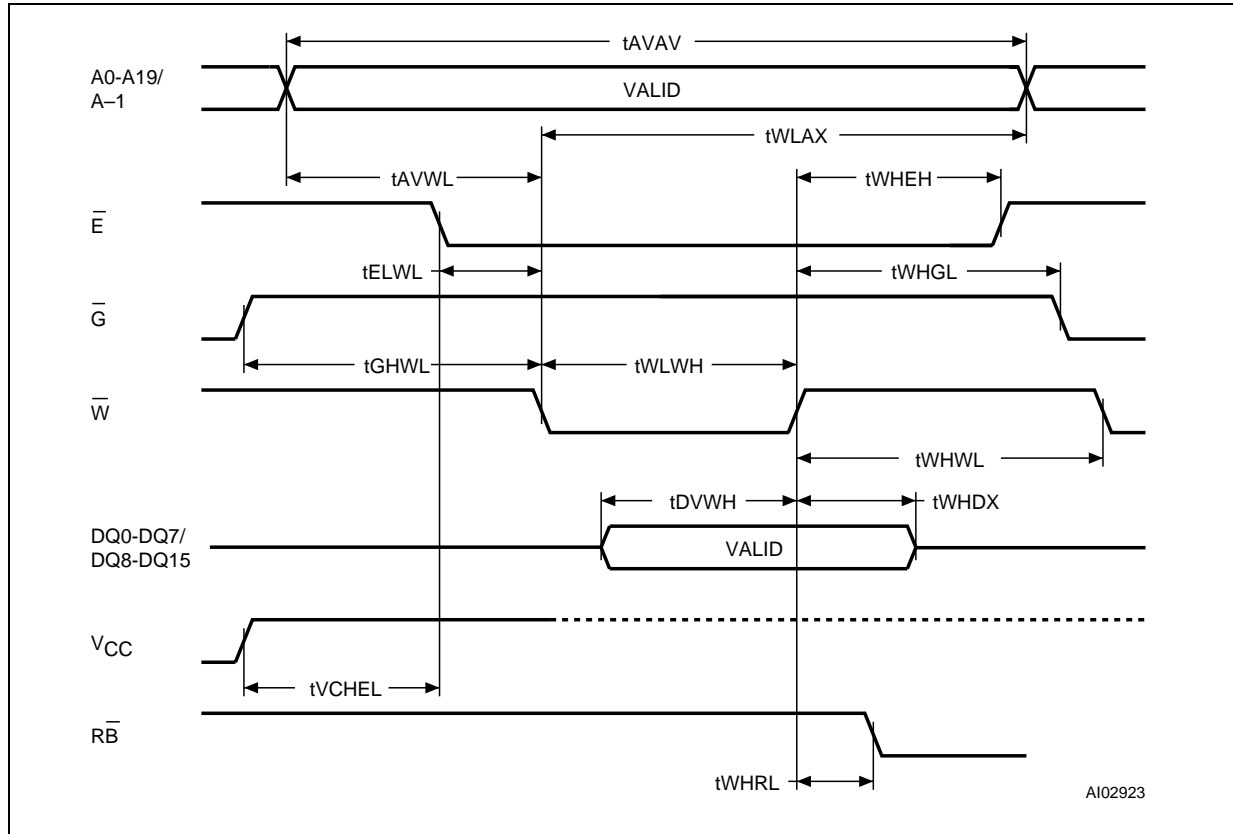 tAVAV
A0-A19/
A–1
VALID
tWLAX
tAVWL
tWHEH
E̅
tELWL
tWHGL
G̅
tGHWL
tWLWH
W̅
tWHWL
tDVWH
tWHDX
DQ0-DQ7/
DQ8-DQ15
VALID
VCC
tVCHEL
RB̅
tWHRL
AI02923